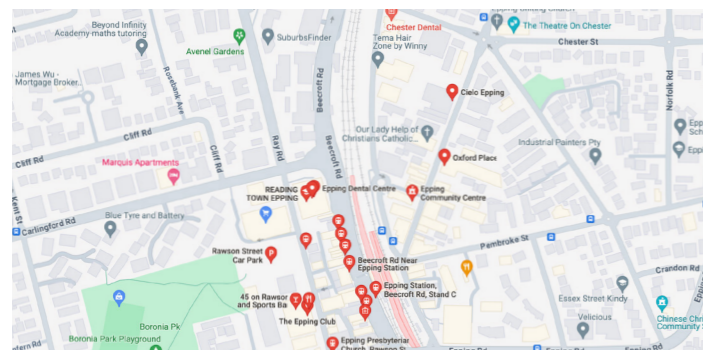 Beyond Infinity
Academy maths tutoring
Avenel Gardens
SuburbsFinder
Chester Dental
The Theatre On Chester
Chester St
Tema Hair
Zone by Winny
James Wu -
Mortgage Broker...
Rosebank Ave
Beecroft Rd
Norfolk Rd
Cielo Epping
Cliff Rd
Cliff Rd
Ray Rd
Our Lady Help of
Christians Catholic...
Industrial Painters Pty
Marquis Apartments
Beecroft Rd
Oxford Place
READING
TOWN EPPING
Epping Dental Centre
Epping
Community Centre
Kent St
Carlingford Rd
Blue Tyre and Battery
Rawson Street
Car Park
Pembroke St
Beecroft Rd Near
Epping Station
Crandon Rd
Epping Station,
Beecroft Rd, Stand C
45 on Rawson
and Sports Ba
The Epping Club
Essex Street Kindy
Velicious
Chinese Chri
Community S
Boronia Pk
Boronia Park Playground
Epping Presbyterian
Church, Rawson St
Epping Rd
Epping Rd